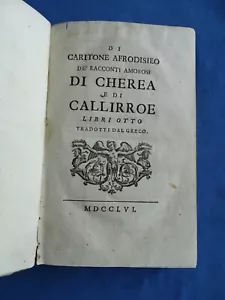 DI
CARITONE AFRODISIEO
DE' RACCONTI AMOROSI
DI CHEREA
E DI
CALLIRROE
LIBRI OTTO
TRADOTTI DAL GRECO.
MDCCLVI.